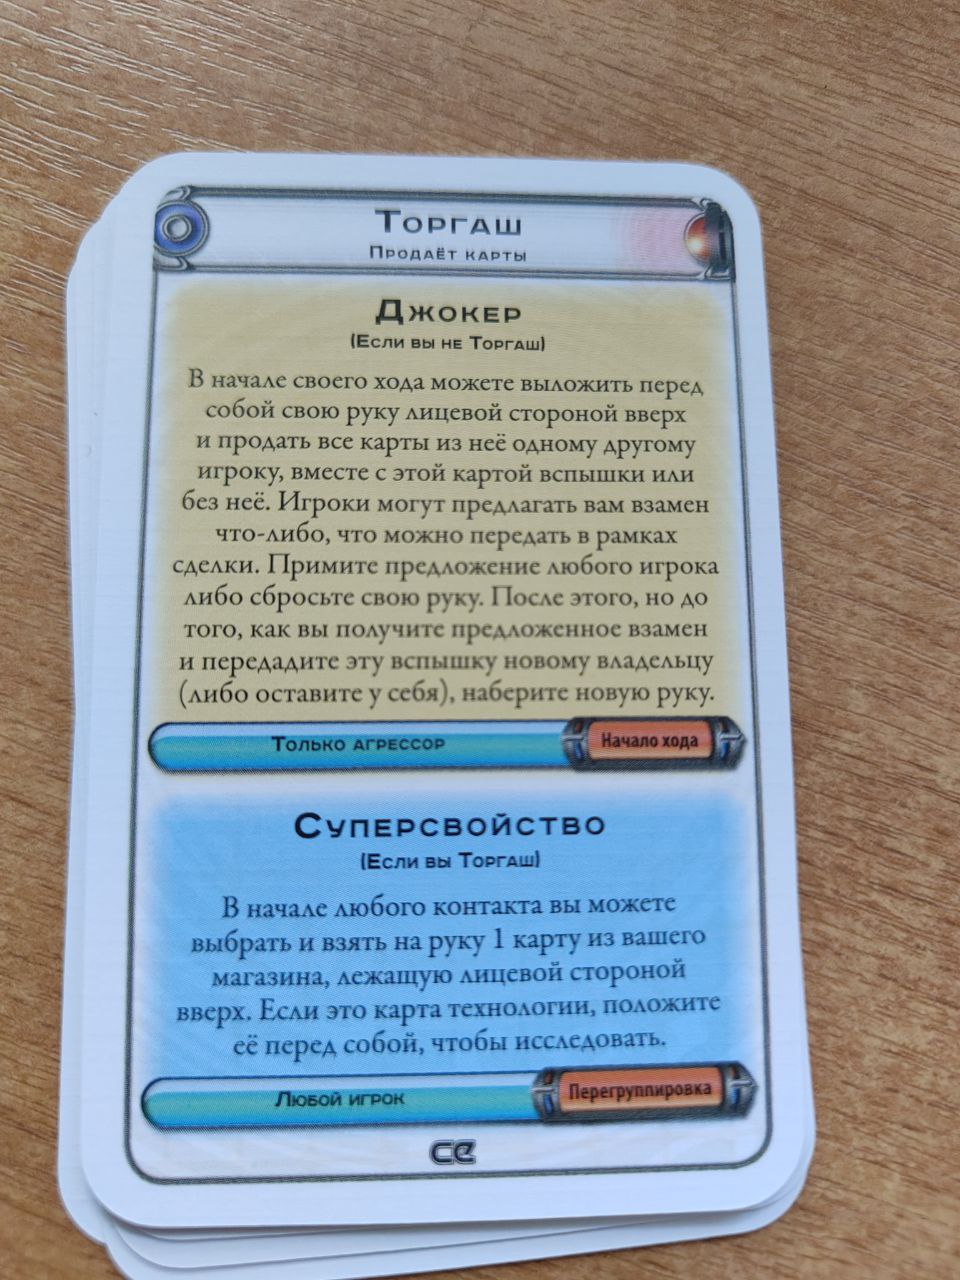 Торгаш
Продаёт карты
Джокер
(Если вы не Торгаш)
В начале своего хода можете выложить перед
собой свою руку лицевой стороной вверх
и продать все карты из неё одному другому
игроку, вместе с этой картой вспышки или
без неё. Игроки могут предлагать вам взамен
что-либо, что можно передать в рамках
сделки. Примите предложение любого игрока
либо сбросьте свою руку. После этого, но до
того, как вы получите предложенное взамен
и передадите эту вспышку новому владельцу
(либо оставите у себя), наберите новую руку.
Только агрессор
Начало хода
Суперсвойство
(Если вы Торгаш)
В начале любого контакта вы можете
выбрать и взять на руку 1 карту из вашего
магазина, лежащую лицевой стороной
вверх. Если это карта технологии, положите
её перед собой, чтобы исследовать.
Любой игрок
Перегруппировка